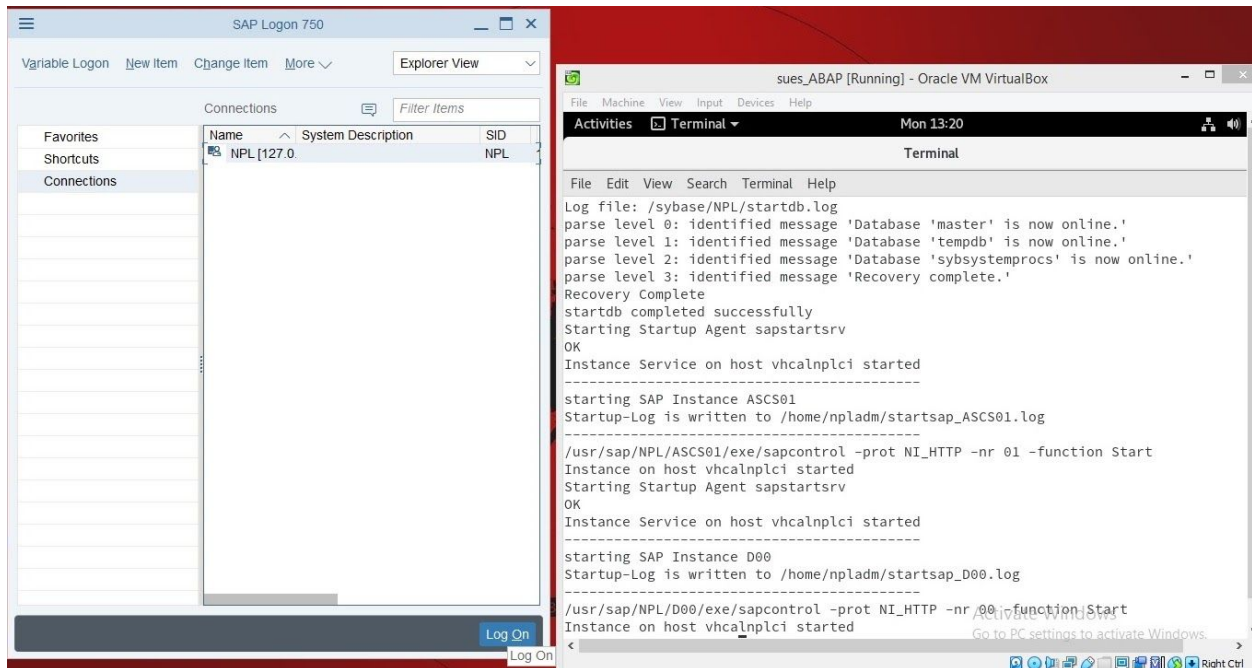 SAP Logon 750
Variable Logon New Item Change Item More Explorer View
Connections Filter Items
Favorites
Shortcuts
Connections
Name System Description SID
NPL [127.0. NPL
Log On
Log On
sues_ABAP [Running] - Oracle VM VirtualBox
File Machine View Input Devices Help
Activities Terminal Mon 13:20
Terminal
File Edit View Search Terminal Help
Log file: /sybase/NPL/startdb.log
parse level 0: identified message 'Database 'master' is now online.'
parse level 1: identified message 'Database 'tempdb' is now online.'
parse level 2: identified message 'Database 'sybsystemprocs' is now online.'
parse level 3: identified message 'Recovery complete.'
Recovery Complete
startdb completed successfully
Starting Startup Agent sapstartsrv
OK
Instance Service on host vhcalnplci started
-------------------------------------------
starting SAP Instance ASCS01
Startup-Log is written to /home/npladm/startsap_ASCS01.log
-------------------------------------------
/usr/sap/NPL/ASCS01/exe/sapcontrol -prot NI_HTTP -nr 01 -function Start
Instance on host vhcalnplci started
Starting Startup Agent sapstartsrv
OK
Instance Service on host vhcalnplci started
-------------------------------------------
starting SAP Instance D00
Startup-Log is written to /home/npladm/startsap_D00.log
-------------------------------------------
/usr/sap/NPL/D00/exe/sapcontrol -prot NI_HTTP -nr 00 -function Start
Instance on host vhcalnplci started
Activate Windows
Go to PC settings to activate Windows.
Right Ctrl